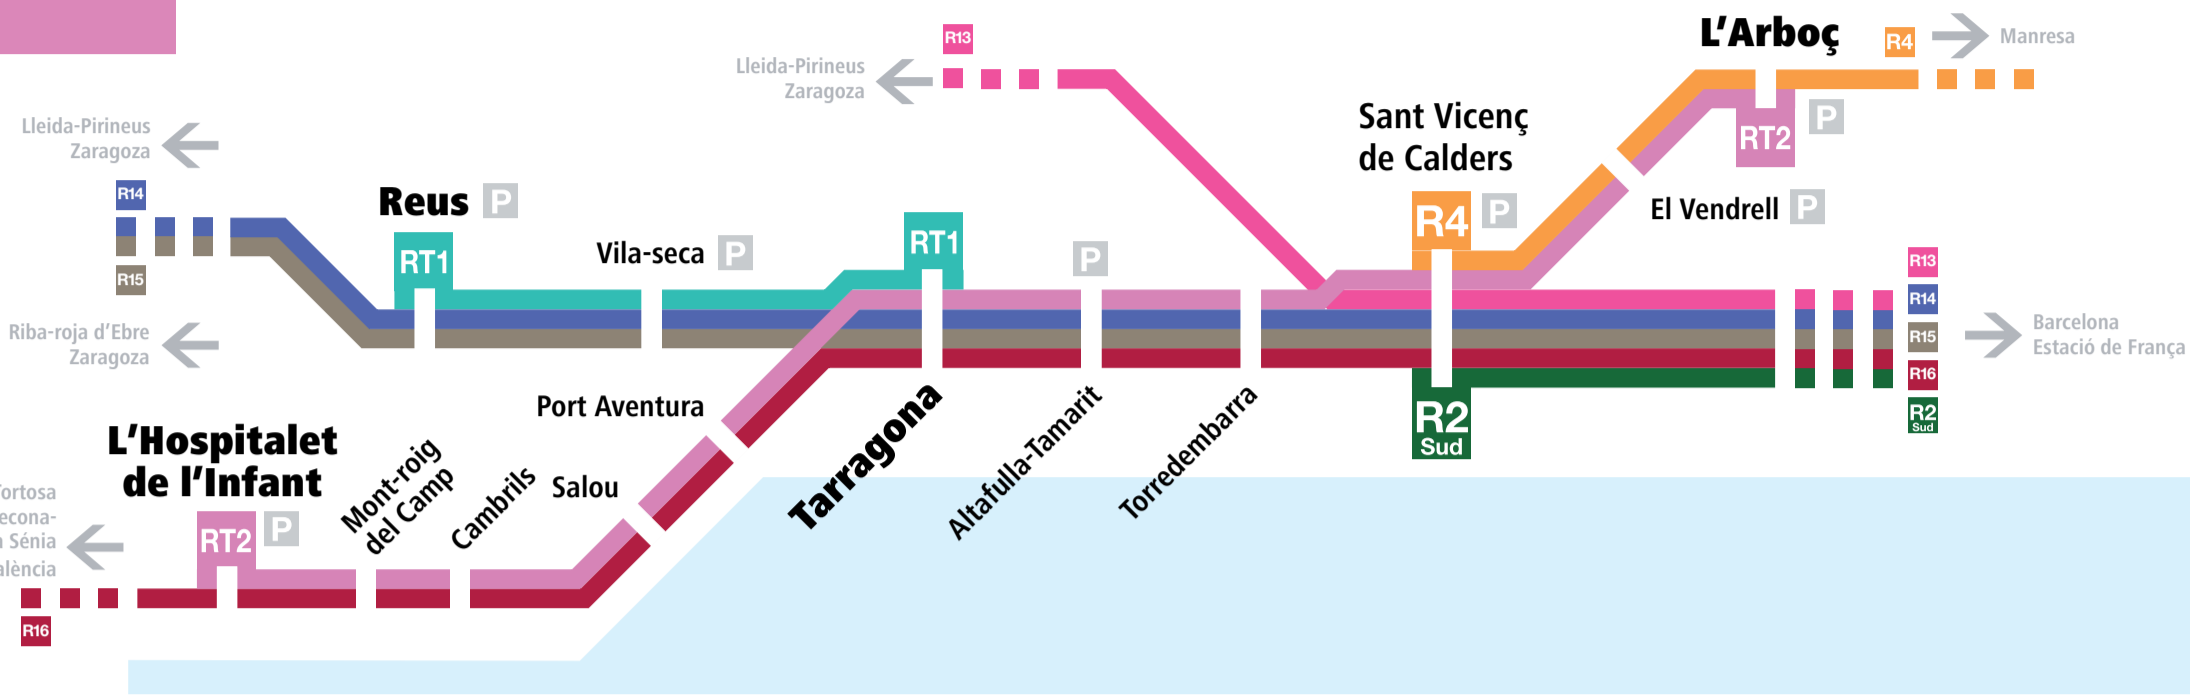 R13
Lleida-Pirineus
Zaragoza
L'Arboç
R4
Manresa
RT2
P
Lleida-Pirineus
Zaragoza
R14
R15
Riba-roja d'Ebre
Zaragoza
Reus P
RT1
Vila-seca P
RT1
P
Sant Vicenç
de Calders
R4 P
El Vendrell P
R13
R14
R15
R16
R2
Sud
Barcelona
Estació de França
R2
Sud
Port Aventura
Salou
Tarragona
Altafulla-Tamarit
Torredembarra
L'Hospitalet
de l'Infant
RT2 P
Mont-roig
del Camp
Cambrils
Sénia
R16